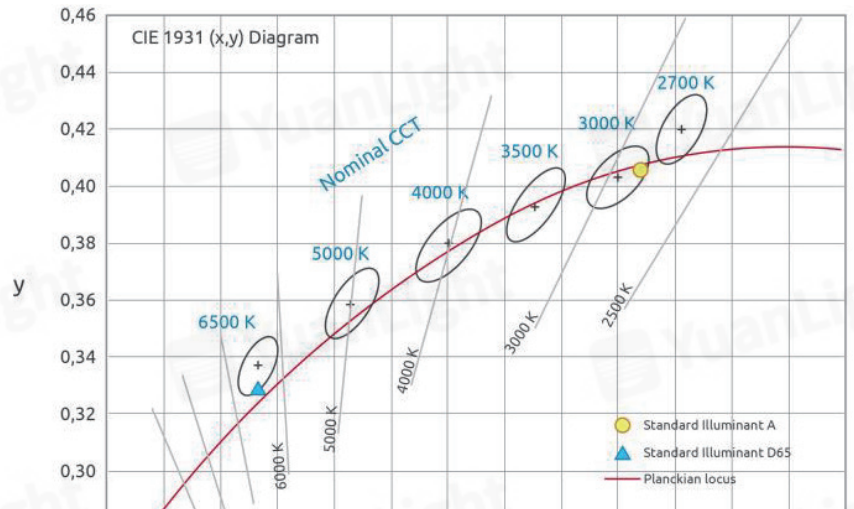 CIE 1931 (x,y) Diagram
Nominal CCT
2700 K
3000 K
3500 K
4000 K
5000 K
6500 K
y
0,46
0,44
0,42
0,40
0,38
0,36
0,34
0,32
0,30
6000 K
5000 K
4000 K
3000 K
2500 K
Standard Illuminant A
Standard Illuminant D65
Planckian locus
YuanLight
YuanLight